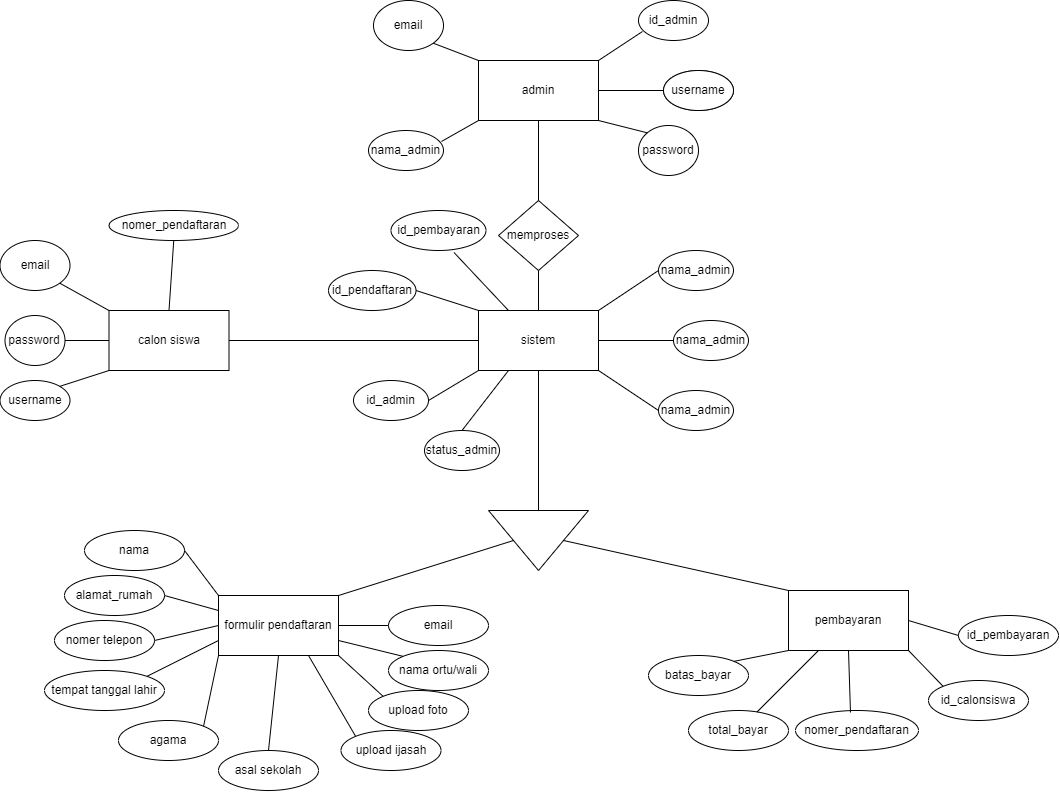 email
id_admin
admin
username
nama_admin
password
nomer_pendaftaran
id_pembayaran
memproses
email
nama_admin
id_pendaftaran
password
calon siswa
sistem
nama_admin
username
id_admin
nama_admin
status_admin
nama
alamat_rumah
formulir pendaftaran
email
pembayaran
id_pembayaran
nomer telepon
nama ortu/wali
batas_bayar
tempat tanggal lahir
upload foto
id_calonsiswa
agama
upload ijasah
total_bayar
nomer_pendaftaran
asal sekolah